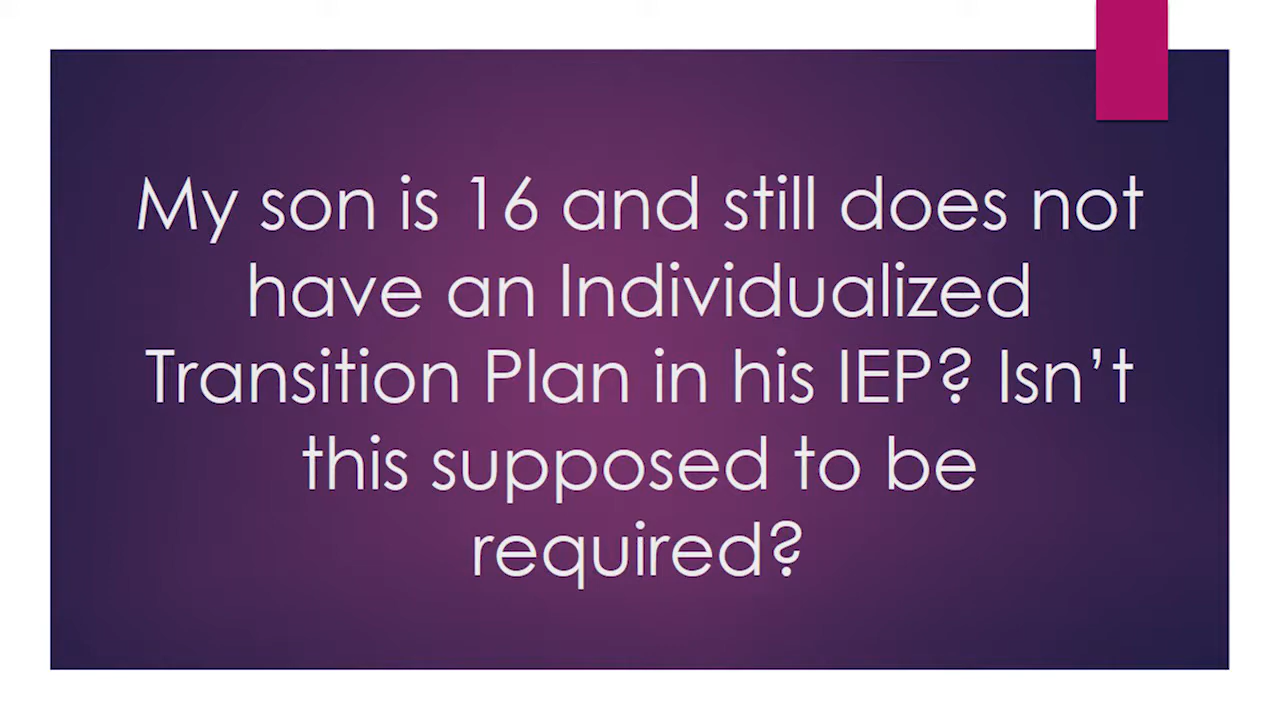 My son is 16 and still does not
have an Individualized
Transition Plan in his IEP? Isn’t
this supposed to be
required?